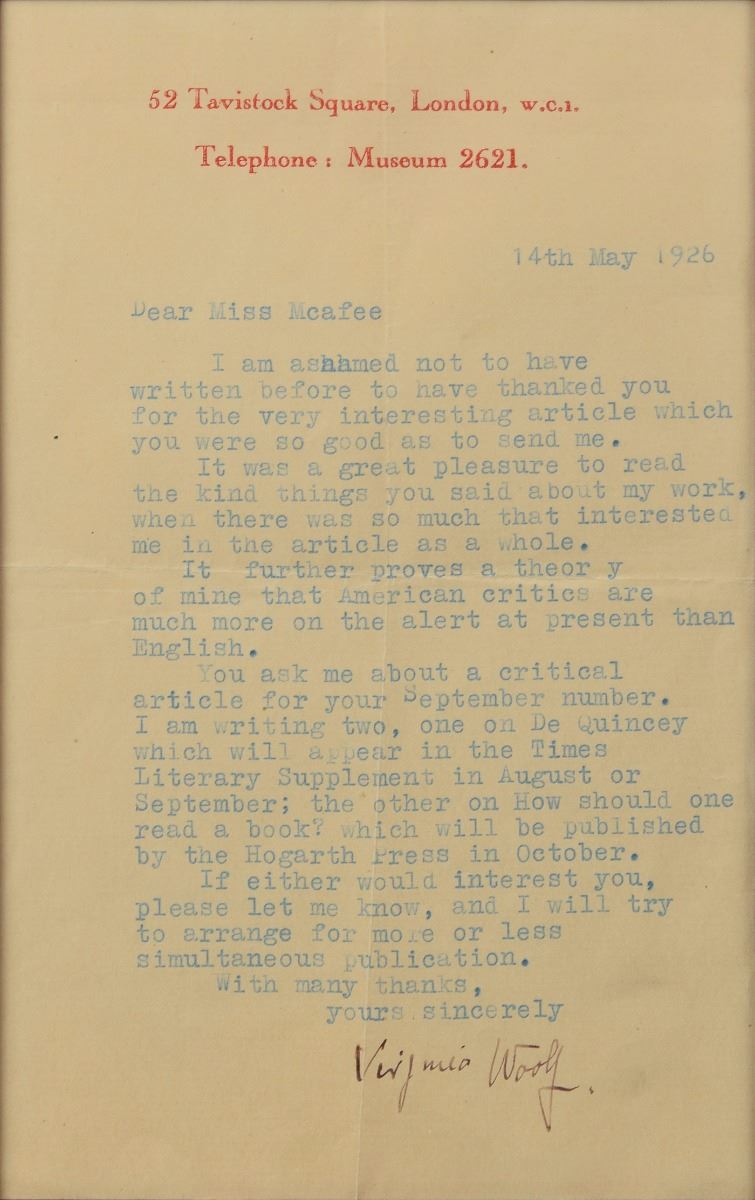 52 Tavistock Square, London, W.C.1.
Telephone: Museum 2621.
14th May 1926
Dear Miss Mcafee
I am ashhmed not to have
written before to have thanked you
for the very interesting article which
you were so good as to send me.
It was a great pleasure to read
the kind things you said about my work,
when there was so much that interested
me in the article as a whole.
It further proves a theor y
of mine that American critics are
much more on the alert at present than
English.
You ask me about a critical
article for your September number.
I am writing two, one on De Quincey
which will appear in the Times
Literary Supplement in August or
September; the other on How should one
read a book? which will be published
by the Hogarth Press in October.
If either would interest you,
please let me know, and I will try
to arrange for more or less
simultaneous publication.
With many thanks,
yours sincerely
Virginia Woolf.